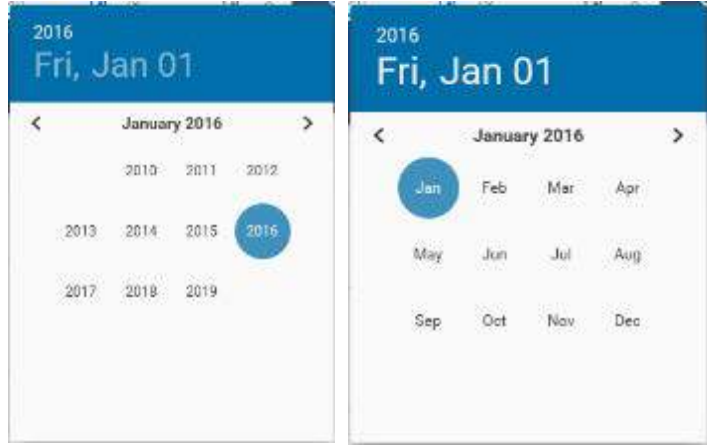 2016
Fri, Jan 01
January 2016
2010 2011 2012
2013 2014 2015 2016
2017 2018 2019
2016
Fri, Jan 01
January 2016
Jan Feb Mar Apr
May Jun Jul Aug
Sep Oct Nov Dec